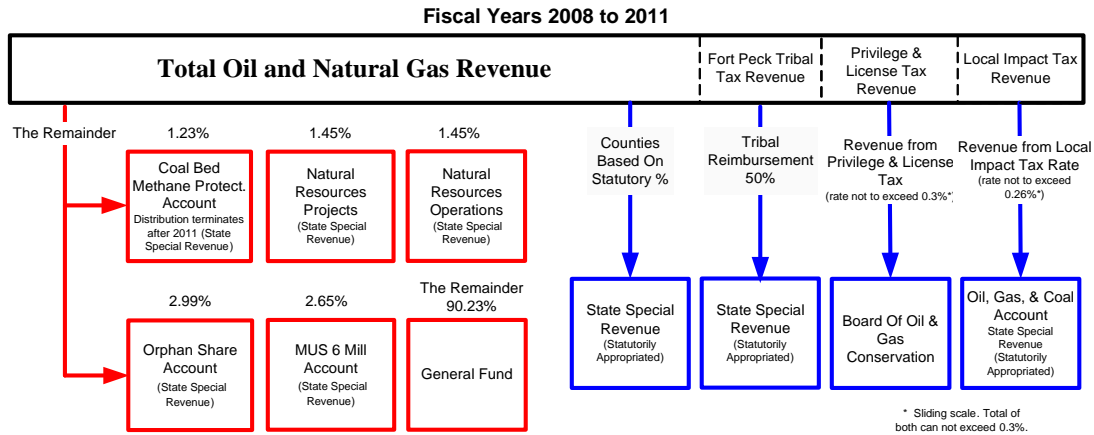 Fiscal Years 2008 to 2011
Total Oil and Natural Gas Revenue
Fort Peck Tribal
Tax Revenue
Privilege &
License Tax
Revenue
Local Impact Tax
Revenue
The Remainder
1.23%
Coal Bed
Methane Protect.
Account
Distribution terminates
after 2011 (State
Special Revenue)
1.45%
Natural
Resources
Projects
(State Special
Revenue)
1.45%
Natural
Resources
Operations
(State Special
Revenue)
2.99%
Orphan Share
Account
(State Special
Revenue)
2.65%
MUS 6 Mill
Account
(State Special
Revenue)
The Remainder
90.23%
General Fund
Counties
Based On
Statutory %
State Special
Revenue
(Statutorily
Appropriated)
Tribal
Reimbursement
50%
State Special
Revenue
(Statutorily
Appropriated)
Revenue from
Privilege & License
Tax
(rate not to exceed 0.3%*)
Board Of Oil &
Gas
Conservation
Revenue from Local
Impact Tax Rate
(rate not to exceed
0.26%*)
Oil, Gas, & Coal
Account
State Special
Revenue
(Statutorily
Appropriated)
* Sliding scale. Total of
both can not exceed 0.3%.